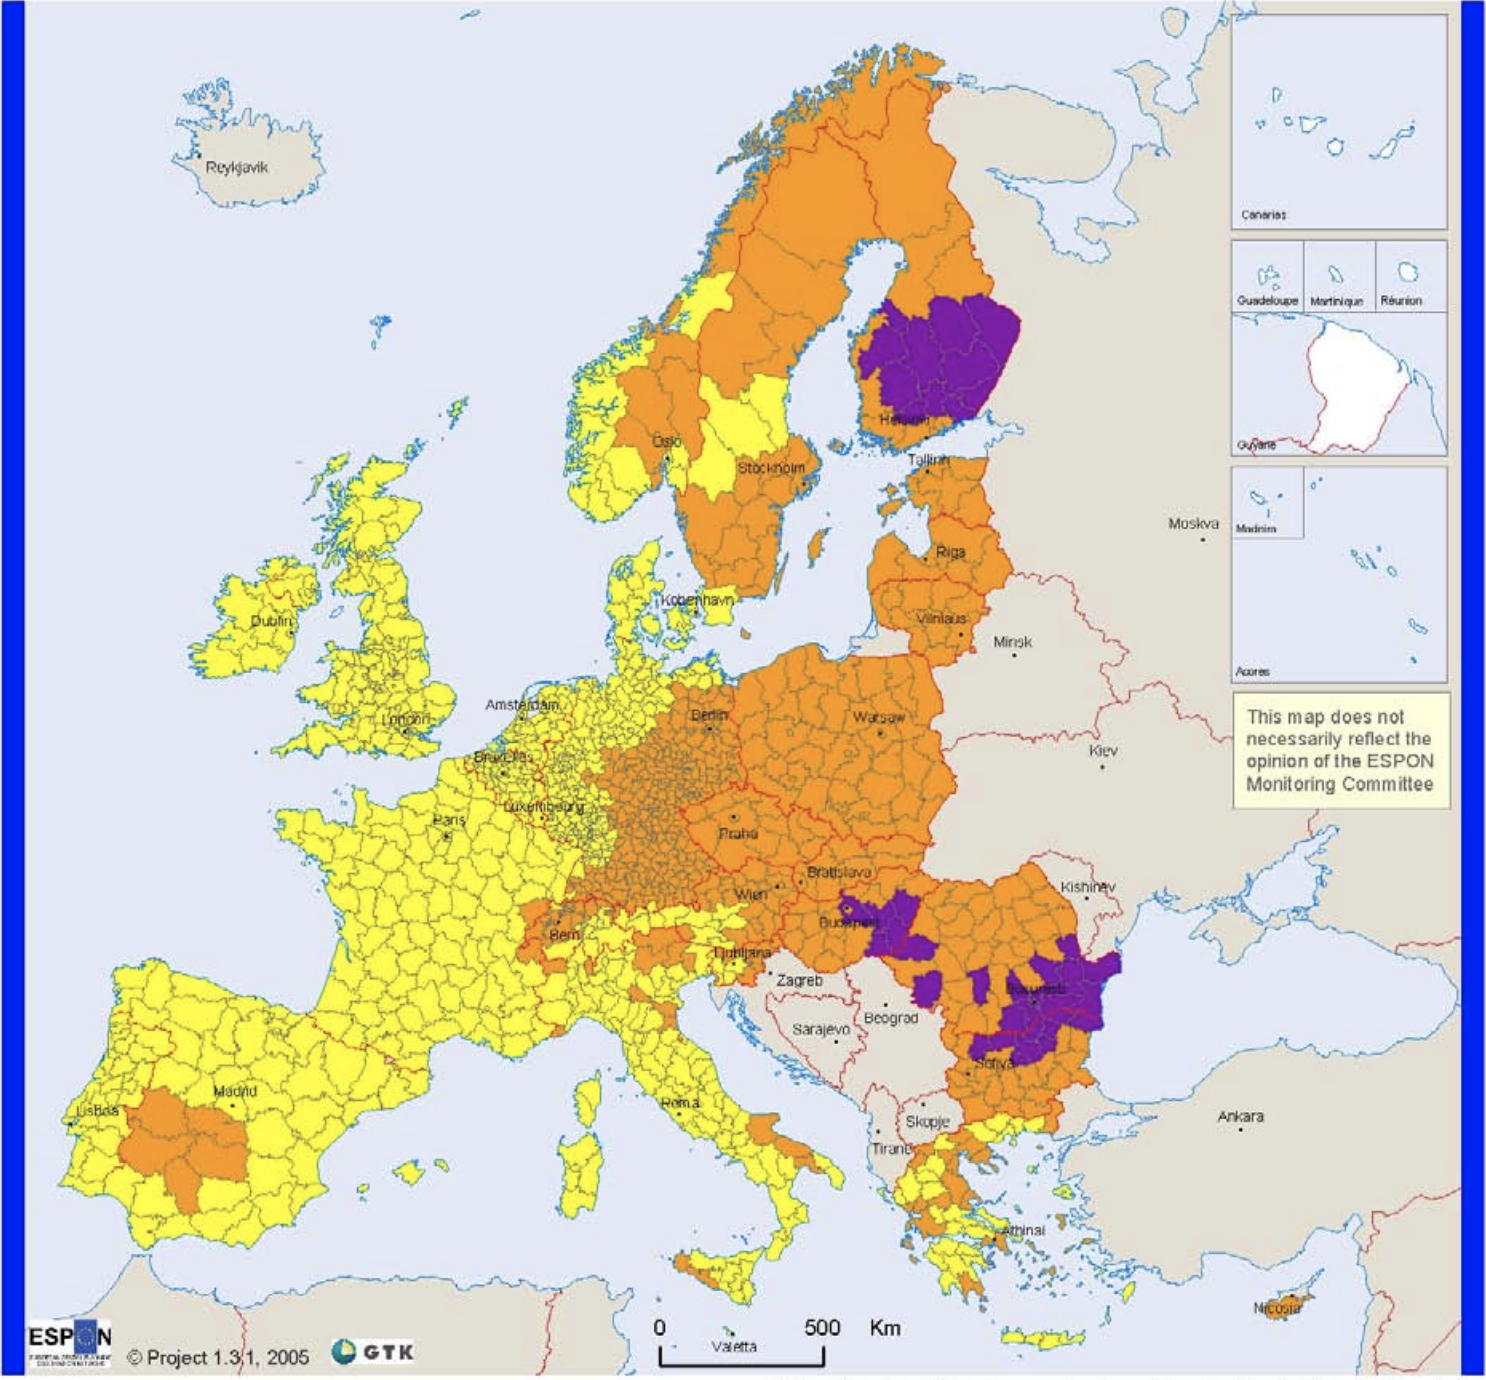 Reykjavik
Canarias
Guadeloupe
Martinique
Réunion
Guyane
Oslo
Helsinki
Stockholm
Tallinn
Moskva
Madeira
Riga
Kobenhavn
Dublin
Vilniaus
Minsk
Acores
Amsterdam
London
Berlin
Warsaw
This map does not
necessarily reflect the
opinion of the ESPON
Monitoring Committee
Kiev
Bruxelles
Luxembourg
Paris
Praha
Bratislava
Wien
Kishinev
Budapest
Bern
Ljubljana
Zagreb
Bucuresti
Beograd
Sarajevo
Sofiya
Madrid
Lisboa
Roma
Skopje
Ankara
Tirane
Athinai
Nicosia
0 500 Km
Valetta
ESPON
© Project 1.3.1, 2005
GTK